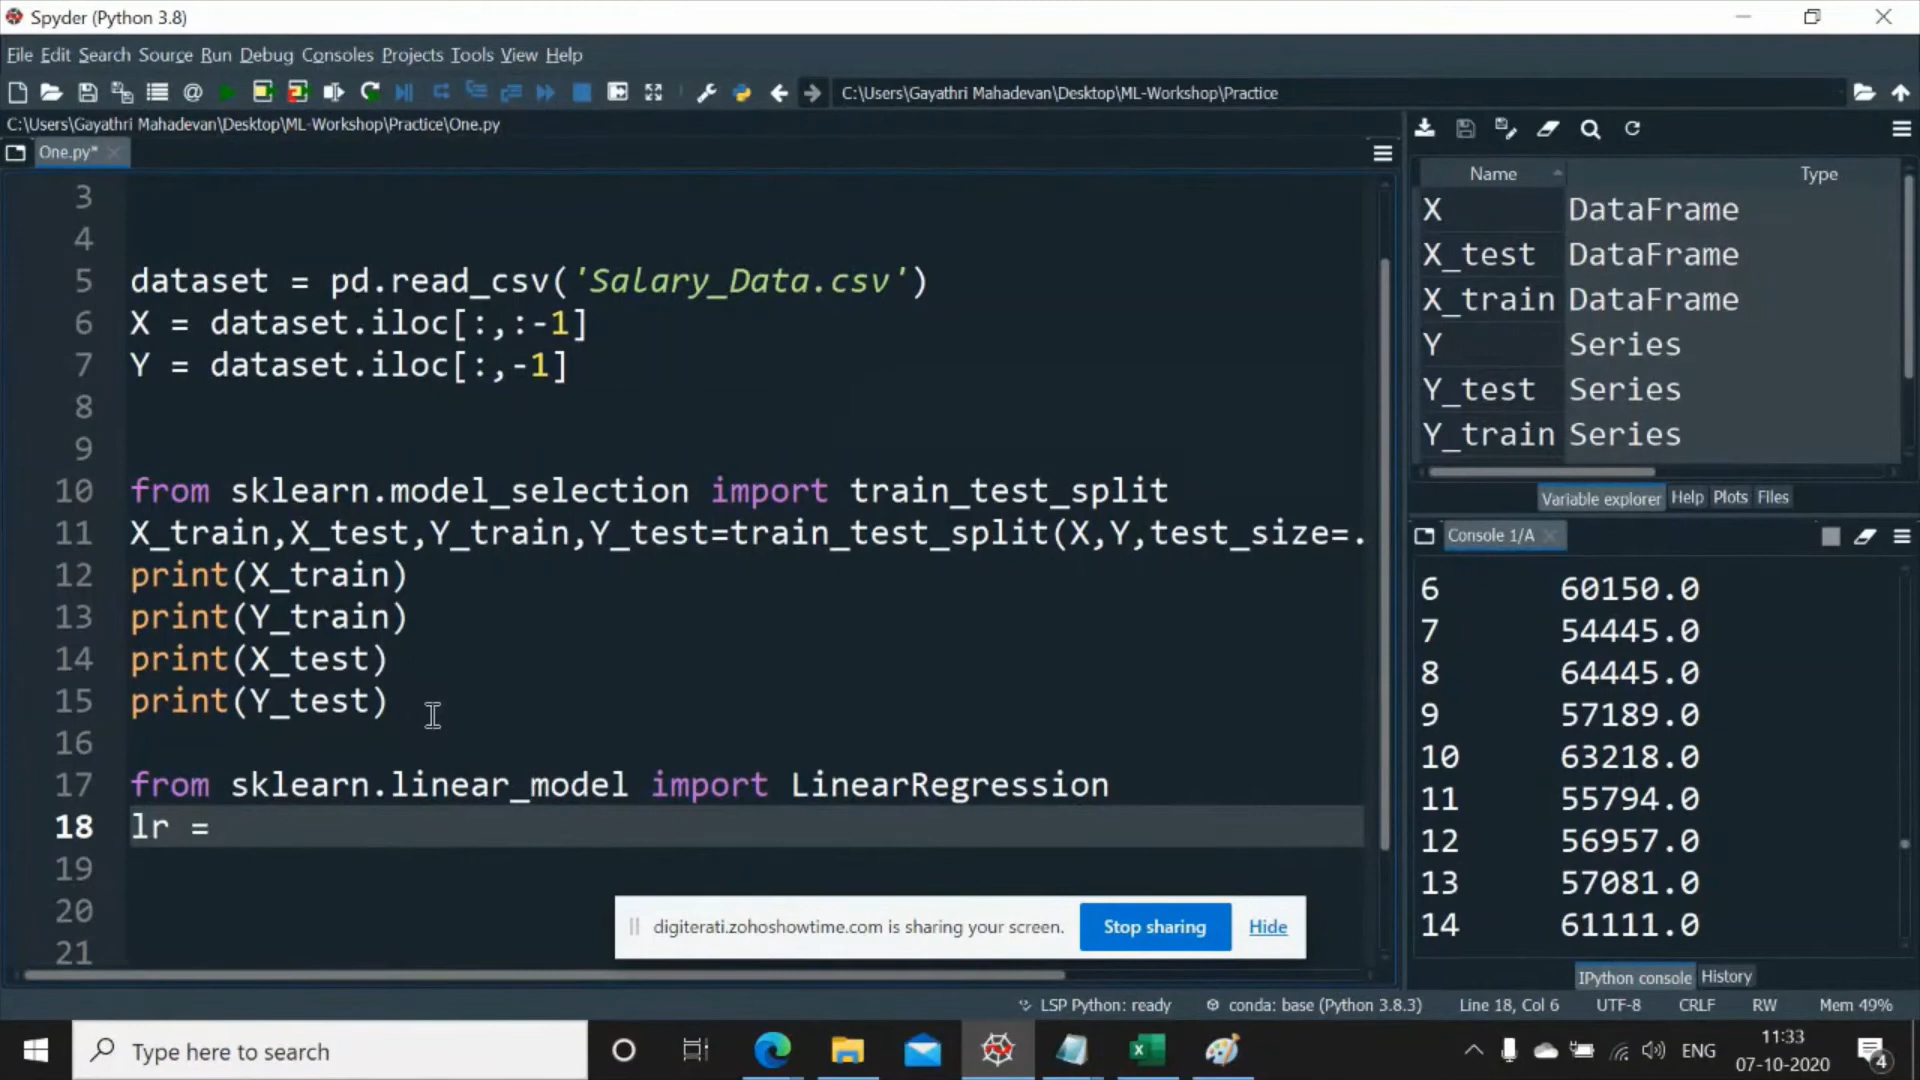 Spyder (Python 3.8)
File Edit Search Source Run Debug Consoles Projects Tools View Help
C:\Users\Gayathri Mahadevan\Desktop\ML-Workshop\Practice
C:\Users\Gayathri Mahadevan\Desktop\ML-Workshop\Practice\One.py
One.py*
3
4
5 dataset = pd.read_csv('Salary_Data.csv')
6 X = dataset.iloc[:,:-1]
7 Y = dataset.iloc[:,-1]
8
9
10 from sklearn.model_selection import train_test_split
11 X_train,X_test,Y_train,Y_test=train_test_split(X,Y,test_size=.
12 print(X_train)
13 print(Y_train)
14 print(X_test)
15 print(Y_test)
16
17 from sklearn.linear_model import LinearRegression
18 lr =
19
20
21
Name Type
X DataFrame
X_test DataFrame
X_train DataFrame
Y Series
Y_test Series
Y_train Series
Variable explorer Help Plots Files
Console 1/A
6 60150.0
7 54445.0
8 64445.0
9 57189.0
10 63218.0
11 55794.0
12 56957.0
13 57081.0
14 61111.0
IPython console History
digiterati.zohoshowtime.com is sharing your screen. Stop sharing Hide
LSP Python: ready conda: base (Python 3.8.3) Line 18, Col 6 UTF-8 CRLF RW Mem 49%
Type here to search
ENG
11:33
07-10-2020
4